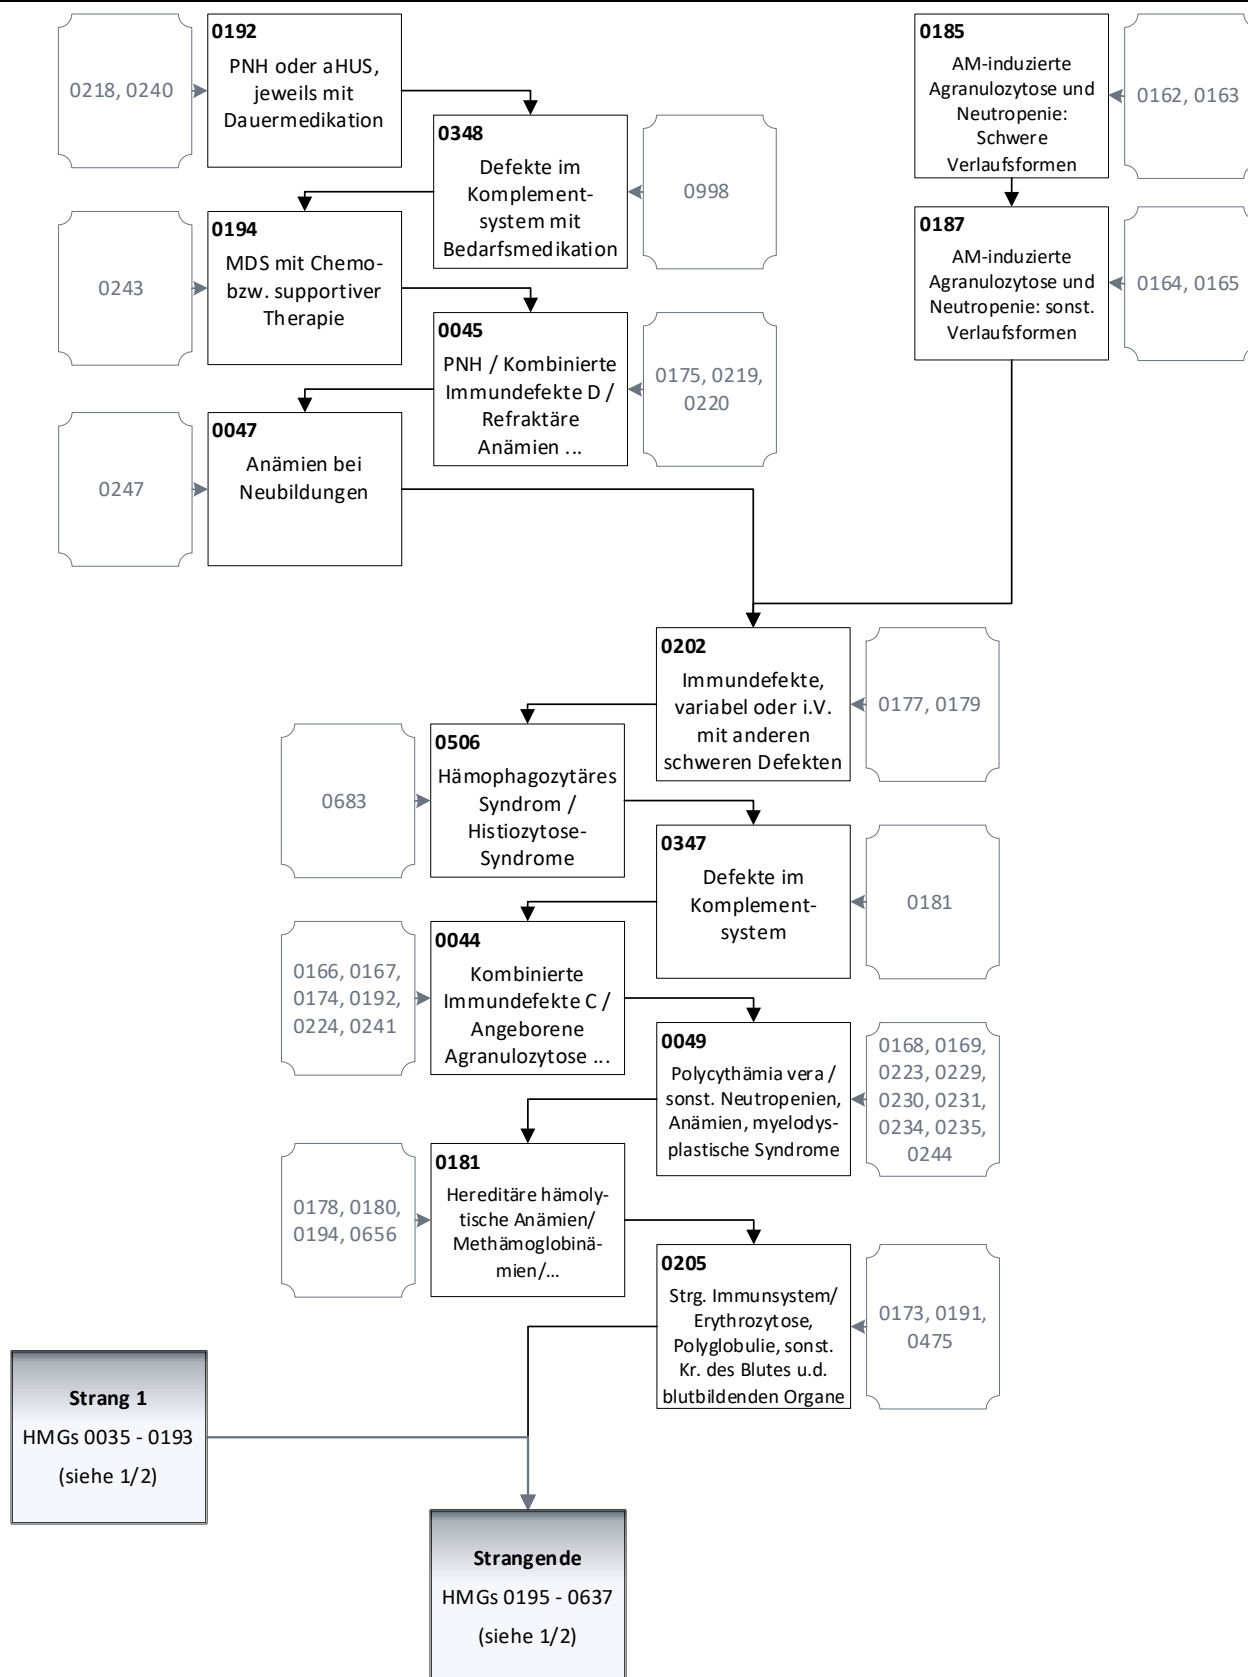 0218, 0240
0192
PNH oder aHUS,
jeweils mit
Dauermedikation
0185
AM-induzierte
Agranulozytose und
Neutropenie:
Schwere
Verlaufsformen
0162, 0163
0348
Defekte im
Komplement-
system mit
Bedarfsmedikation
0998
0243
0194
MDS mit Chemo-
bzw. supportiver
Therapie
0187
AM-induzierte
Agranulozytose und
Neutropenie: sonst.
Verlaufsformen
0164, 0165
0045
PNH / Kombinierte
Immundefekte D /
Refraktäre
Anämien ...
0175, 0219,
0220
0247
0047
Anämien bei
Neubildungen
0202
Immundefekte,
variabel oder i.V.
mit anderen
schweren Defekten
0177, 0179
0683
0506
Hämophagozytäres
Syndrom /
Histiozytose-
Syndrome
0347
Defekte im
Komplement-
system
0181
0166, 0167,
0174, 0192,
0224, 0241
0044
Kombinierte
Immundefekte C /
Angeborene
Agranulozytose ...
0049
Polycythämia vera /
sonst. Neutropenien,
Anämien, myelodys-
plastische Syndrome
0168, 0169,
0223, 0229,
0230, 0231,
0234, 0235,
0244
0178, 0180,
0194, 0656
0181
Hereditäre hämoly-
tische Anämien/
Methämoglobinä-
mien/...
0205
Strg. Immunsystem/
Erythrozytose,
Polyglobulie, sonst.
Kr. des Blutes u.d.
blutbildenden Organe
0173, 0191,
0475
Strang 1
HMGs 0035 - 0193
(siehe 1/2)
Strangende
HMGs 0195 - 0637
(siehe 1/2)